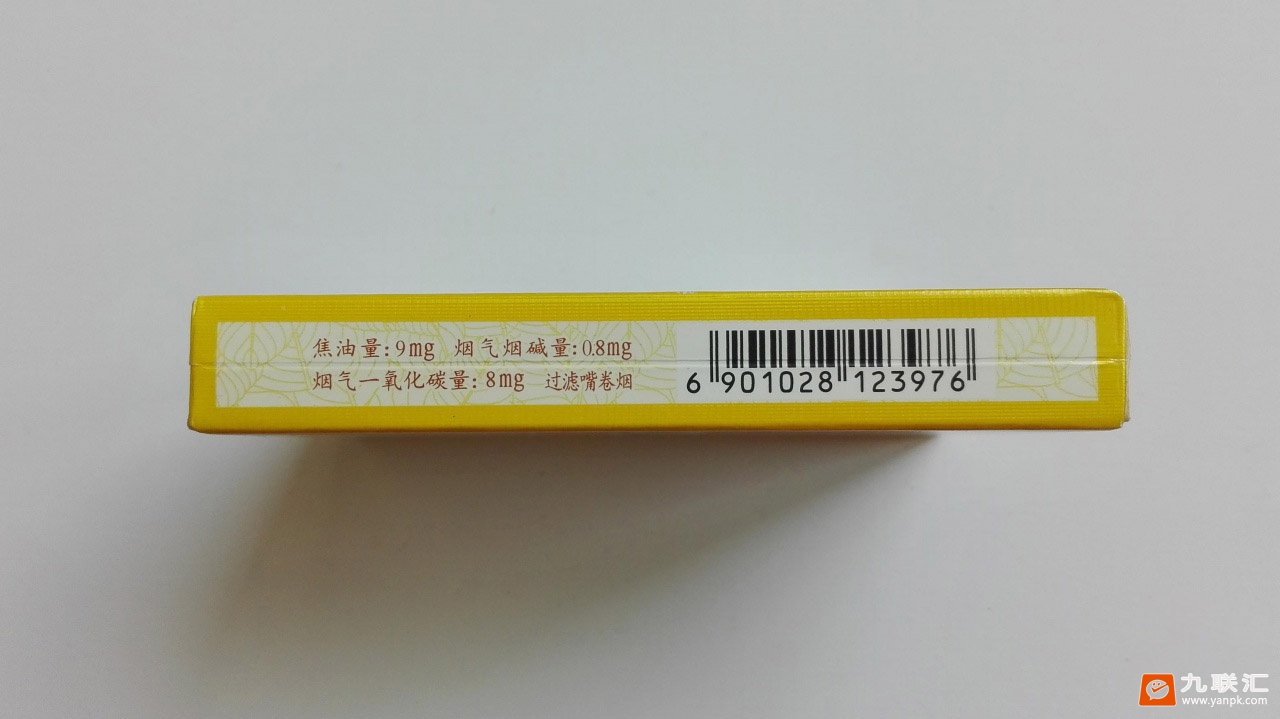 焦油量:9mg 烟气烟碱量:0.8mg
烟气一氧化碳量:8mg 过滤嘴卷烟
6 901028 123976
九联汇
www.yanpk.com